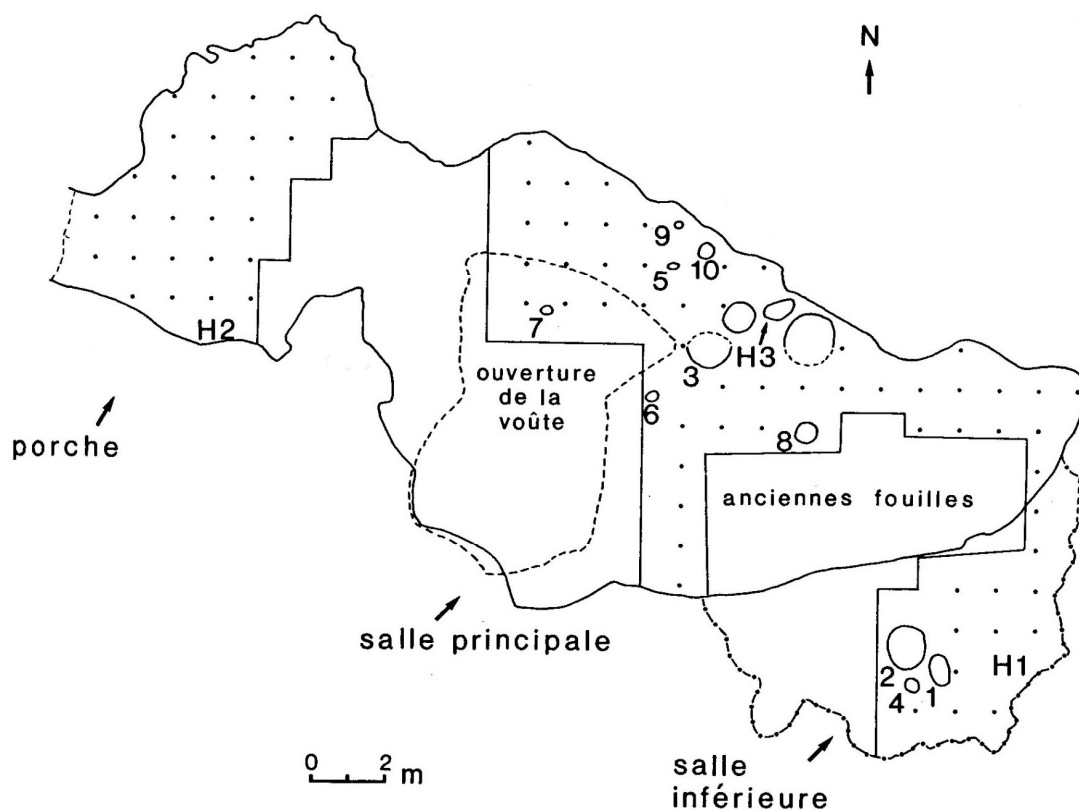 N
9
10
5
7
H2
H3
3
ouverture
de la
voûte
6
porche
8
anciennes fouilles
salle principale
H1
2
1
4
0 2 m
salle
inférieure